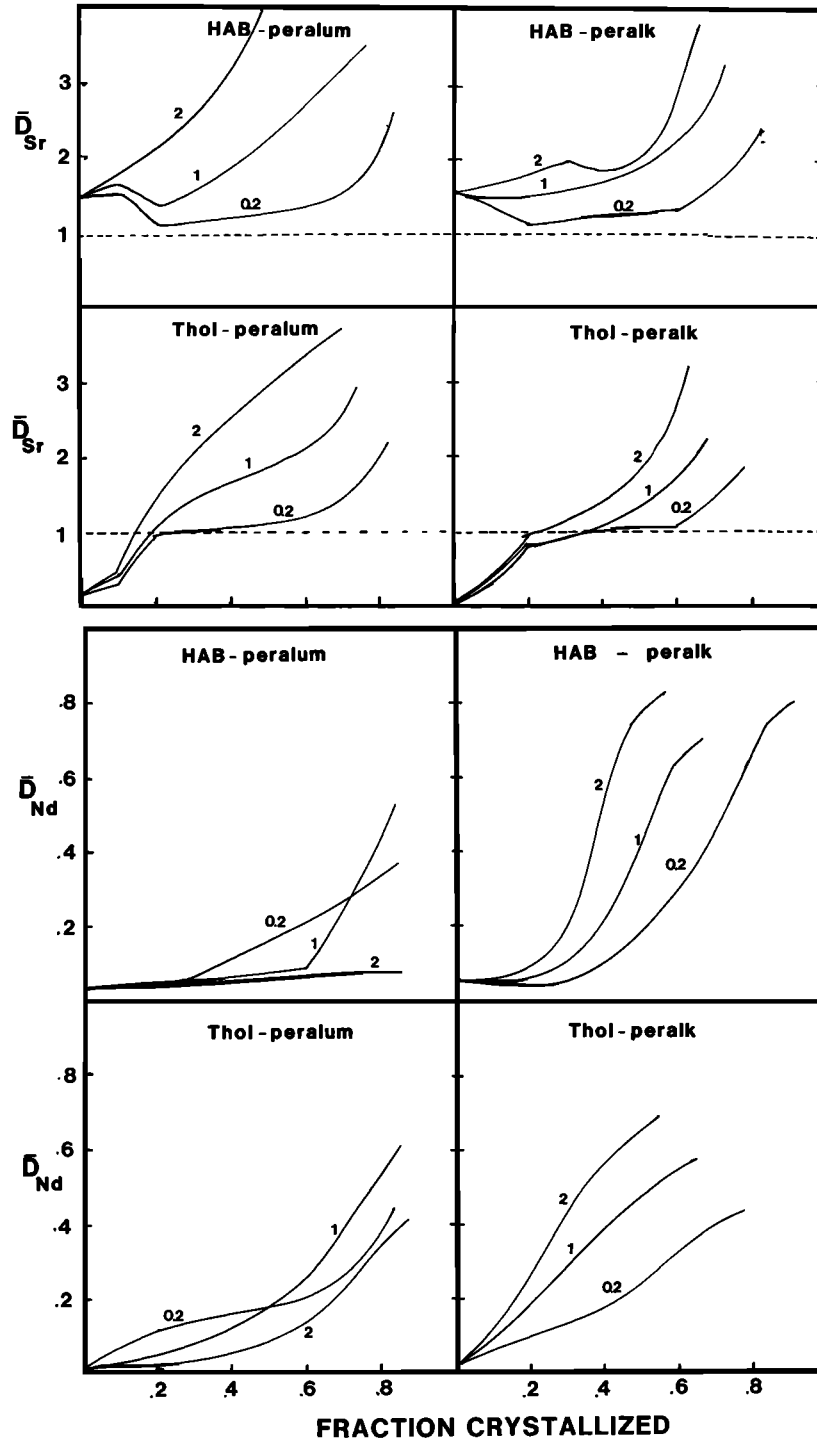 HAB-peralum
HAB-peralk
D̄Sr
3
2
1
2
1
0.2
2
1
0.2
Thol-peralum
Thol-peralk
D̄Sr
3
2
1
2
1
0.2
2
1
0.2
HAB-peralum
HAB - peralk
D̄Nd
.8
.6
.4
.2
0.2
1
2
2
1
0.2
Thol-peralum
Thol-peralk
D̄Nd
.8
.6
.4
.2
0.2
1
2
2
1
0.2
.2 .4 .6 .8 .2 .4 .6 .8
FRACTION CRYSTALLIZED